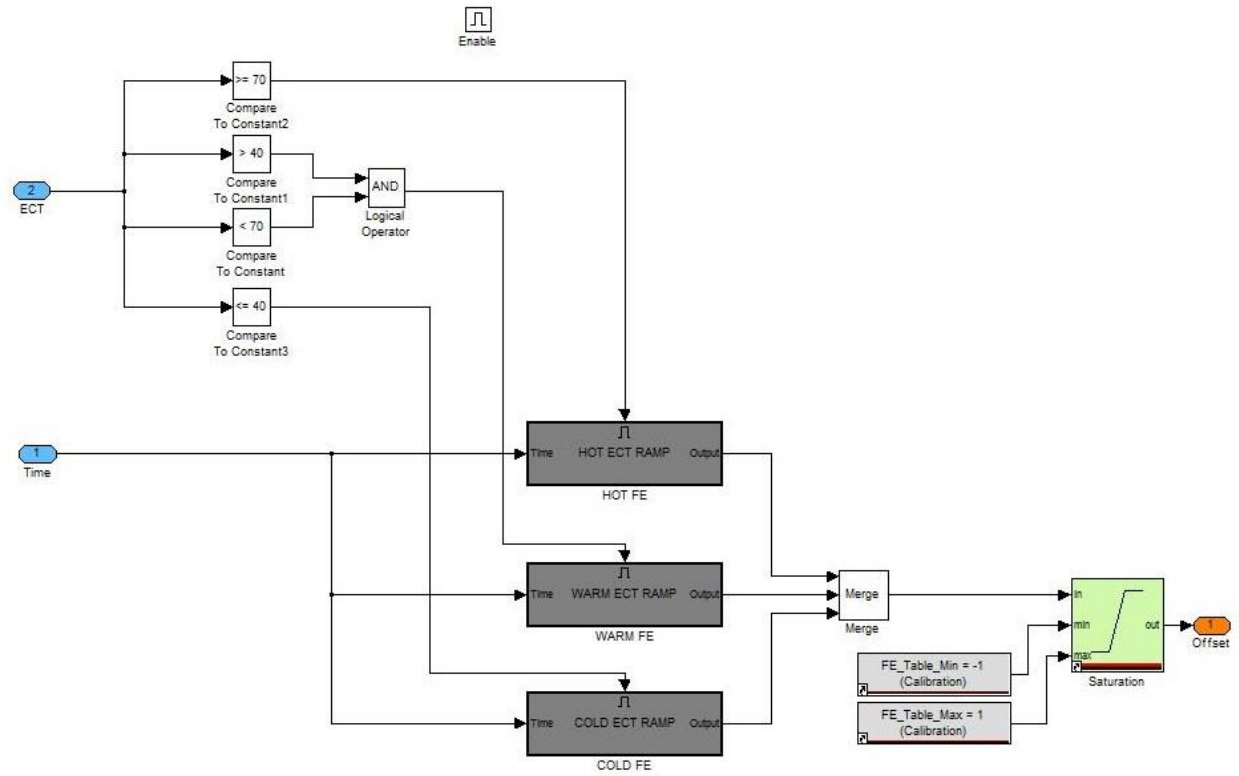 Enable
>= 70
Compare
To Constant2
> 40
Compare
To Constant1
AND
Logical
Operator
2
ECT
< 70
Compare
To Constant
<= 40
Compare
To Constant3
1
Time
Time
HOT ECT RAMP
Output
HOT FE
Time
WARM ECT RAMP
Output
WARM FE
Time
COLD ECT RAMP
Output
COLD FE
Merge
Merge
FE_Table_Min = -1
(Calibration)
FE_Table_Max = 1
(Calibration)
in
min
max
out
Saturation
1
Offset